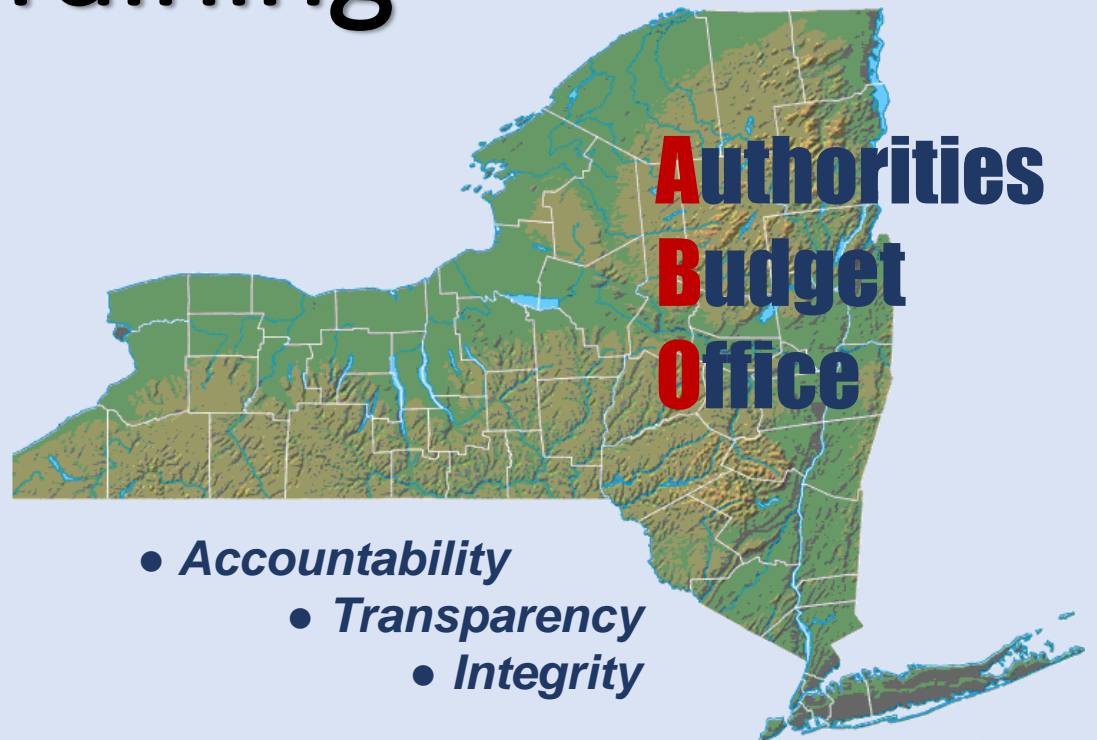 Authorities
Budget
Office
● Accountability
● Transparency
● Integrity